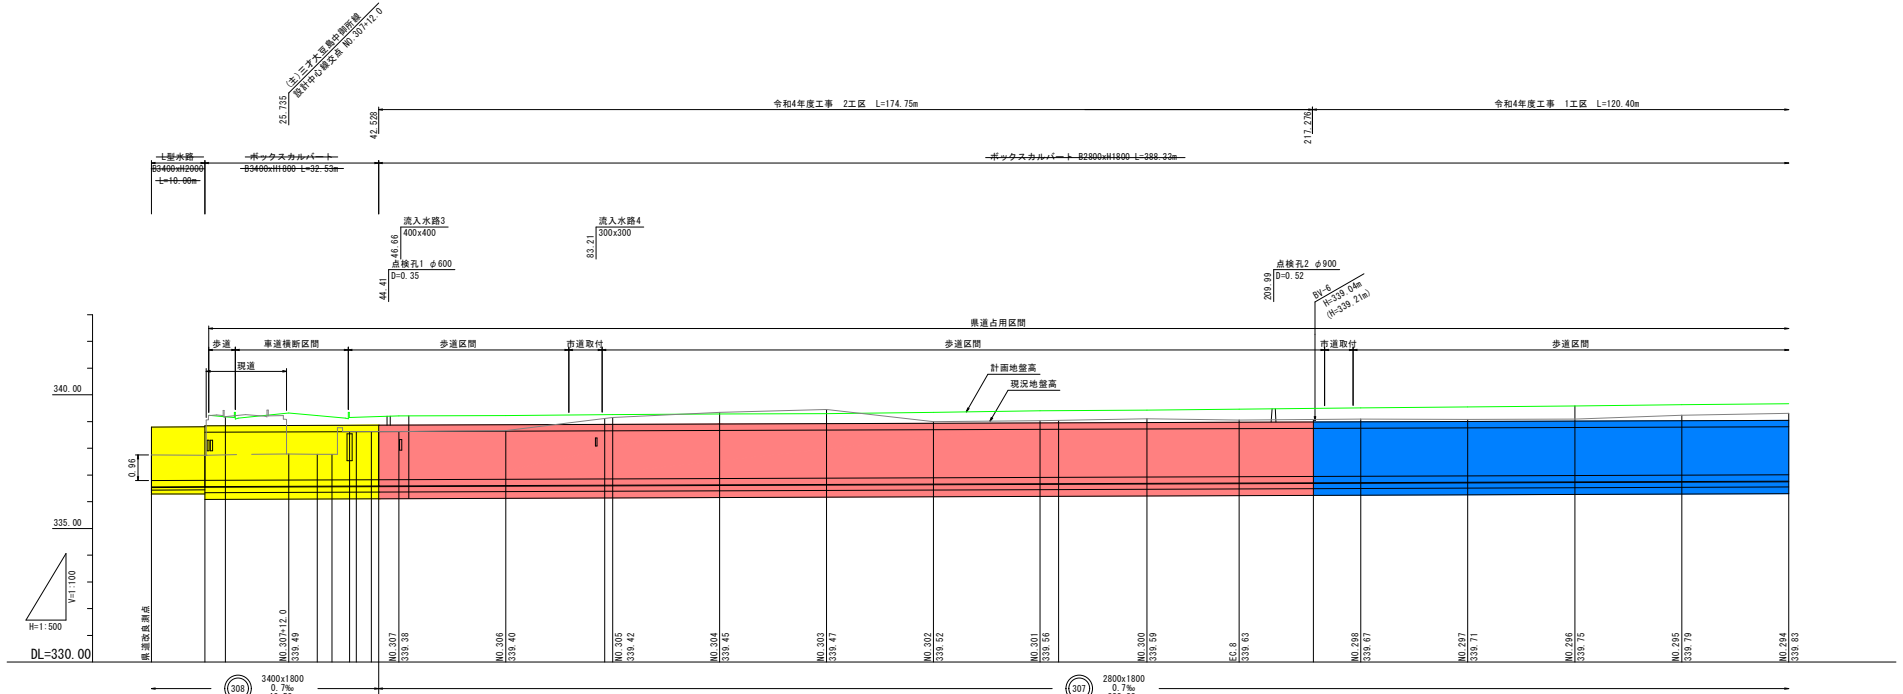 (主)三才大豆島中御所線
設計中心線交点 NO.307+12.0
25.735
42.528
令和4年度工事 2工区 L=174.75m
217.276
令和4年度工事 1工区 L=120.40m
L型水路
B3400xH2000
L=10.00m
ボックスカルバート
B3400xH1800 L=32.53m
ボックスカルバート B2800xH1800 L=388.33m
流入水路3
400x400
46.66
流入水路4
300x300
83.21
点検孔1 φ600
D=0.35
44.41
点検孔2 φ900
D=0.52
209.99
BV-6
H=339.04m
(H=339.21m)
県道占用区間
歩道
車道横断区間
歩道区間
市道取付
歩道区間
市道取付
歩道区間
現道
計画地盤高
現況地盤高
340.00
0.96
335.00
V=1:100
H=1:500
DL=330.00
県道改良測点
NO.307+12.0
339.49
NO.307
339.38
NO.306
339.40
NO.305
339.42
NO.304
339.45
NO.303
339.47
NO.302
339.52
NO.301
339.56
NO.300
339.59
EC.8
339.63
NO.298
339.67
NO.297
339.71
NO.296
339.75
NO.295
339.79
NO.294
339.83
308
3400x1800
0.7‰
307
2800x1800
0.7‰